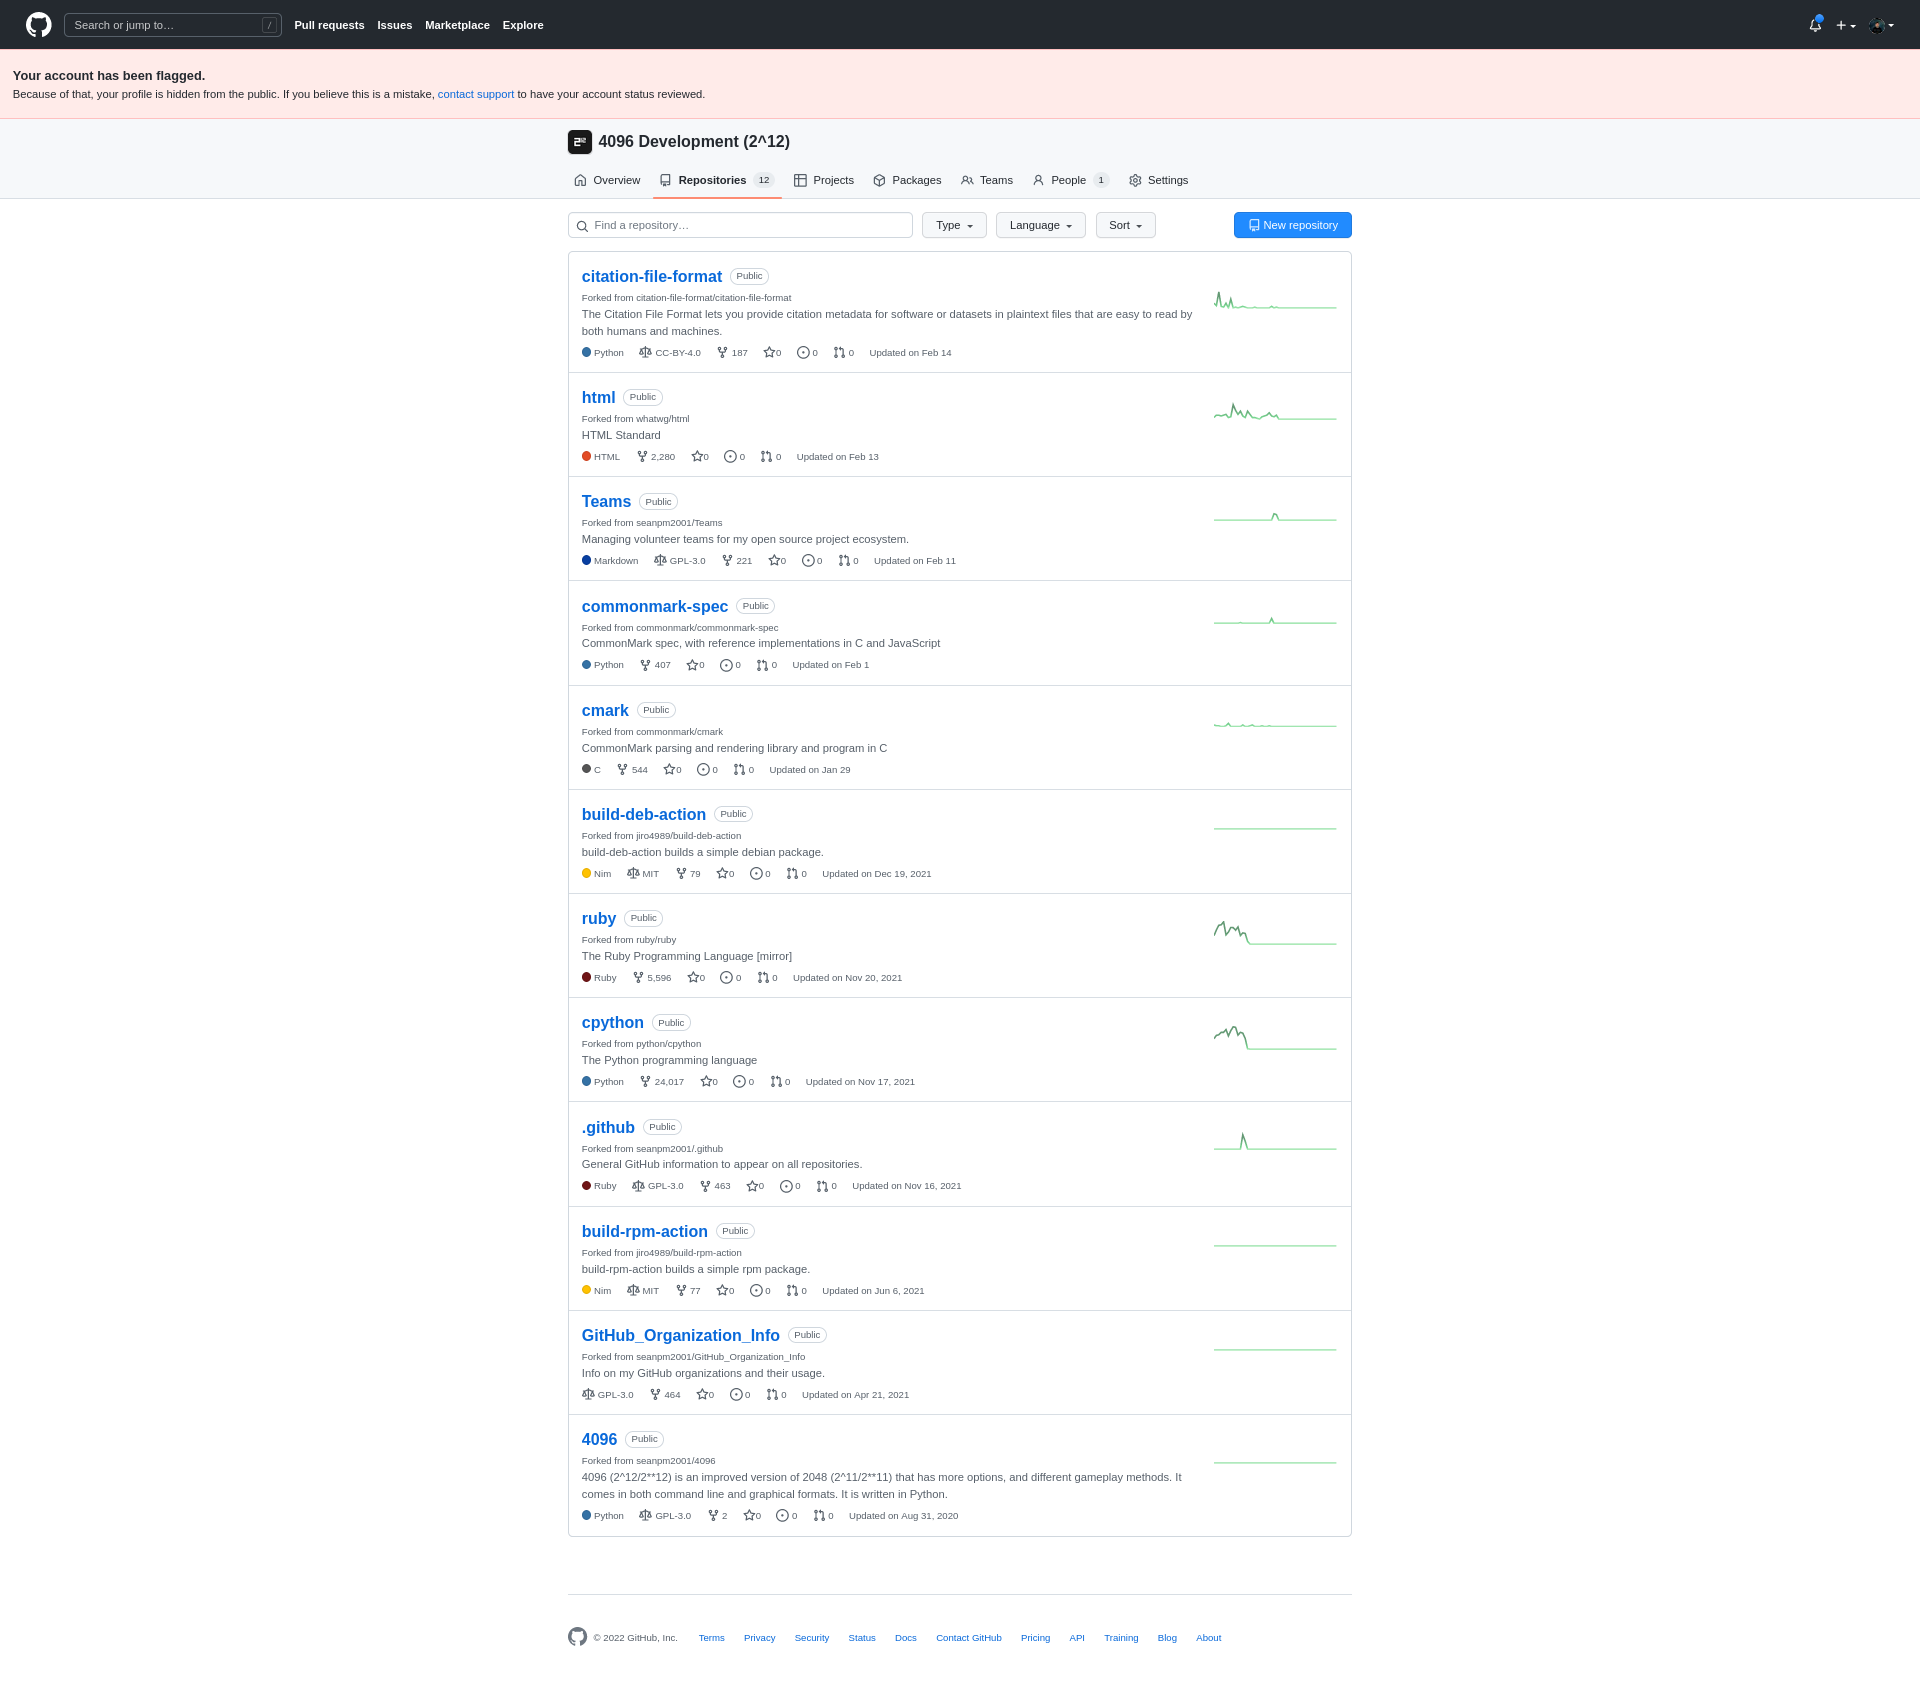 Search or jump to… /
Pull requests Issues Marketplace Explore
Your account has been flagged.
Because of that, your profile is hidden from the public. If you believe this is a mistake, contact support to have your account status reviewed.
4096 Development (2^12)
Overview Repositories 12 Projects Packages Teams People 1 Settings
Find a repository… Type Language Sort New repository
citation-file-format Public
Forked from citation-file-format/citation-file-format
The Citation File Format lets you provide citation metadata for software or datasets in plaintext files that are easy to read by
both humans and machines.
Python CC-BY-4.0 187 0 0 0 Updated on Feb 14
html Public
Forked from whatwg/html
HTML Standard
HTML 2,280 0 0 0 Updated on Feb 13
Teams Public
Forked from seanpm2001/Teams
Managing volunteer teams for my open source project ecosystem.
Markdown GPL-3.0 221 0 0 0 Updated on Feb 11
commonmark-spec Public
Forked from commonmark/commonmark-spec
CommonMark spec, with reference implementations in C and JavaScript
Python 407 0 0 0 Updated on Feb 1
cmark Public
Forked from commonmark/cmark
CommonMark parsing and rendering library and program in C
C 544 0 0 0 Updated on Jan 29
build-deb-action Public
Forked from jiro4989/build-deb-action
build-deb-action builds a simple debian package.
Nim MIT 79 0 0 0 Updated on Dec 19, 2021
ruby Public
Forked from ruby/ruby
The Ruby Programming Language [mirror]
Ruby 5,596 0 0 0 Updated on Nov 20, 2021
cpython Public
Forked from python/cpython
The Python programming language
Python 24,017 0 0 0 Updated on Nov 17, 2021
.github Public
Forked from seanpm2001/.github
General GitHub information to appear on all repositories.
Ruby GPL-3.0 463 0 0 0 Updated on Nov 16, 2021
build-rpm-action Public
Forked from jiro4989/build-rpm-action
build-rpm-action builds a simple rpm package.
Nim MIT 77 0 0 0 Updated on Jun 6, 2021
GitHub_Organization_Info Public
Forked from seanpm2001/GitHub_Organization_Info
Info on my GitHub organizations and their usage.
GPL-3.0 464 0 0 0 Updated on Apr 21, 2021
4096 Public
Forked from seanpm2001/4096
4096 (2^12/2**12) is an improved version of 2048 (2^11/2**11) that has more options, and different gameplay methods. It
comes in both command line and graphical formats. It is written in Python.
Python GPL-3.0 2 0 0 0 Updated on Aug 31, 2020
© 2022 GitHub, Inc. Terms Privacy Security Status Docs Contact GitHub Pricing API Training Blog About